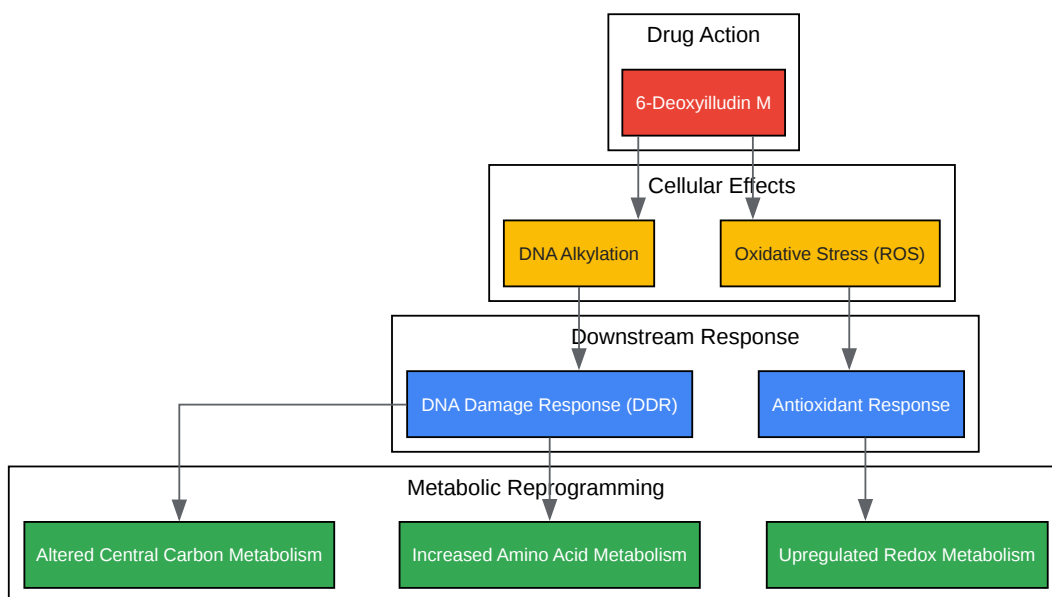 Drug Action
6-Deoxyilludin M
Cellular Effects
DNA Alkylation
Oxidative Stress (ROS)
Downstream Response
DNA Damage Response (DDR)
Antioxidant Response
Metabolic Reprogramming
Altered Central Carbon Metabolism
Increased Amino Acid Metabolism
Upregulated Redox Metabolism